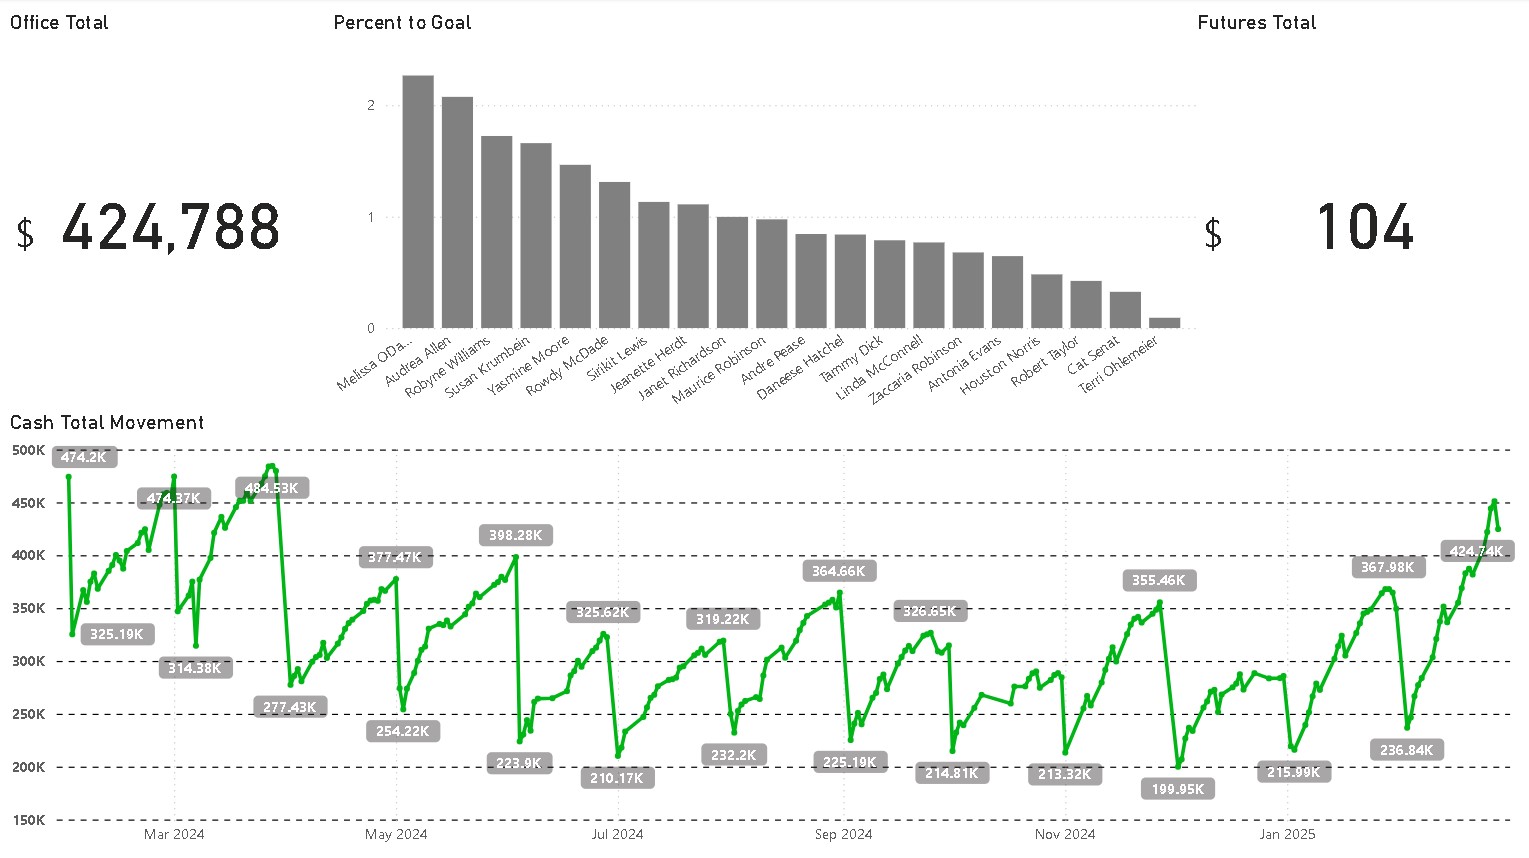 Office Total
$ 424,788
Percent to Goal
2
1
0
Melissa ODa...
Audrea Allen
Robyne Williams
Susan Krumbein
Yasmine Moore
Rowdy McDade
Sirikit Lewis
Jeanette Herdt
Janet Richardson
Maurice Robinson
Andre Pease
Daneese Hatchel
Tammy Dick
Linda McConnell
Zaccaria Robinson
Antonia Evans
Houston Norris
Robert Taylor
Cat Senat
Terri Ohlemeier
Futures Total
$ 104
Cash Total Movement
500K
450K
400K
350K
300K
250K
200K
150K
474.2K
325.19K
474.37K
314.38K
484.53K
277.43K
377.47K
254.22K
398.28K
223.9K
325.62K
210.17K
319.22K
232.2K
364.66K
225.19K
326.65K
214.81K
213.32K
355.46K
199.95K
215.99K
367.98K
236.84K
424.74K
Mar 2024
May 2024
Jul 2024
Sep 2024
Nov 2024
Jan 2025